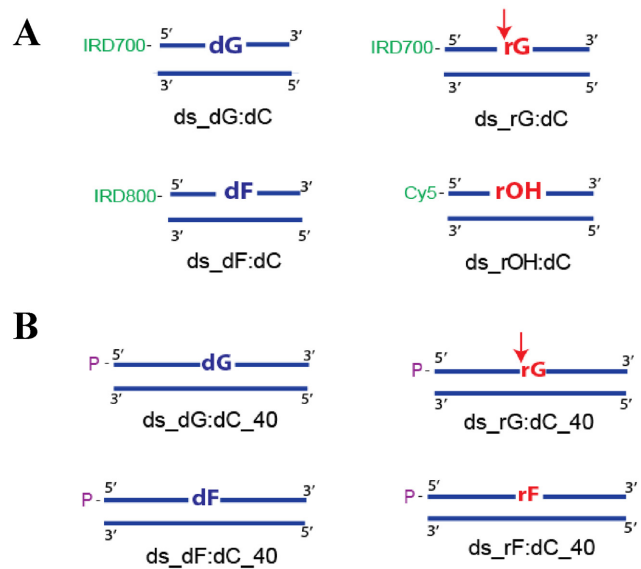 A
IRD700- 5′ dG 3′
3′ 5′
ds_dG:dC
IRD700- 5′ rG 3′
3′ 5′
ds_rG:dC
IRD800- 5′ dF 3′
3′ 5′
ds_dF:dC
Cy5- 5′ rOH 3′
3′ 5′
ds_rOH:dC
B
P- 5′ dG 3′
3′ 5′
ds_dG:dC_40
P- 5′ rG 3′
3′ 5′
ds_rG:dC_40
P- 5′ dF 3′
3′ 5′
ds_dF:dC_40
P- 5′ rF 3′
3′ 5′
ds_rF:dC_40